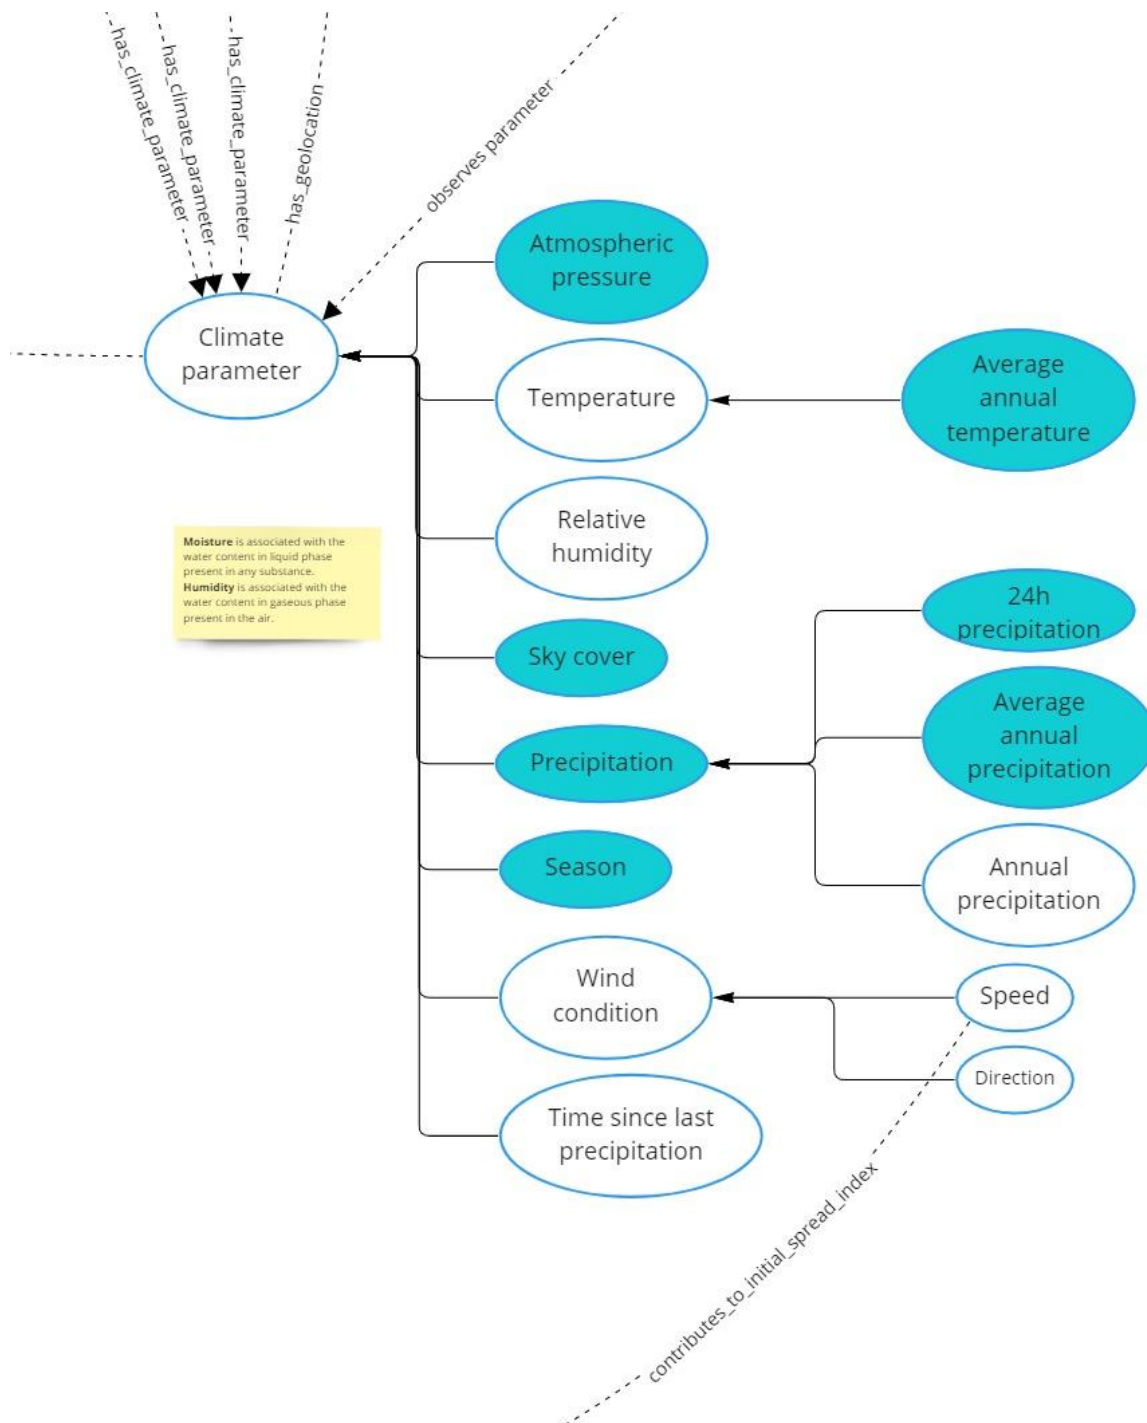 has_climate_parameter
has_climate_parameter
has_climate_parameter
has_geolocation
observes parameter
Climate
parameter
Atmospheric
pressure
Temperature
Average
annual
temperature
Relative
humidity
Moisture is associated with the
water content in liquid phase
present in any substance.
Humidity is associated with the
water content in gaseous phase
present in the air.
Sky cover
24h
precipitation
Precipitation
Average
annual
precipitation
Season
Annual
precipitation
Wind
condition
Speed
Direction
Time since last
precipitation
contributes_to_initial_spread_index